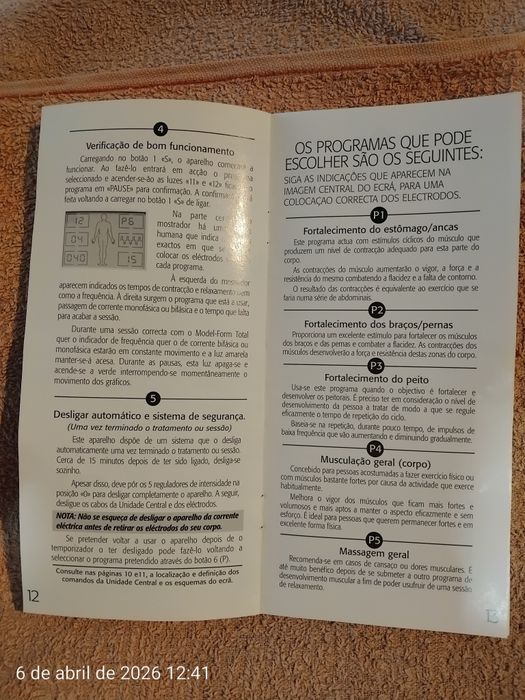 4
Verificação de bom funcionamento
Carregando no botão 1 «S», o aparelho começará a
funcionar. Ao fazê-lo entrará em acção o programa
selecionado e acender-se ao as luzes «11» e «12» ficando
programa em «PAUSE» para confirmação. A confirmação é
feita voltando a carregar no botão 1 «S» de ligar.
12
P6
04
040
15
Na parte
mostrador há uma
humana que indica
exactos em que se
colocar os eléctrodos
cada programa.
À esquerda do mostrador
aparecem indicados os tempos de contracção e relaxamento bem
como a frequência. À direita surgem o programa que está a usar,
passagem de corrente monofásica ou bifásica e o tempo que falta
para acabar a sessão.
Durante uma sessão correcta com o Model-Form Total
quer o indicador de frequência quer o de corrente bifásica ou
monofásica estarão em constante movimento e a luz amarela
manter-se-á acesa. Durante as pausas, esta luz apaga-se e
acende-se a verde interrompendo-se momentâneamente o
movimento dos gráficos.
5
Desligar automático e sistema de segurança.
(Uma vez terminado o tratamento ou sessão)
Este aparelho dispõe de um sistema que o desliga
automaticamente uma vez terminado o tratamento ou sessão.
Cerca de 15 minutos depois de ter sido ligado, desliga-se
sozinho.
Apesar disso, deve pôr os 5 reguladores de intensidade na
posição «0» para desligar completamente o aparelho. A seguir,
desligue os cabos da Unidade Central e dos eléctrodos.
NOTA: Não se esqueça de desligar o aparelho da corrente
eléctrica antes de retirar os eléctrodos do seu corpo.
Se pretender voltar a usar o aparelho depois de o
temporizador o ter desligado pode fazê-lo voltando a
seleccionar o programa pretendido através do botão 6 (P).
Consulte nas páginas 10 e11, a localização e definição dos
comandos da Unidade Central e os esquemas do ecrã.
12
OS PROGRAMAS QUE PODE
ESCOLHER SÃO OS SEGUINTES:
SIGA AS INDICAÇÕES QUE APARECEM NA
IMAGEM CENTRAL DO ECRÃ, PARA UMA
COLOCAÇAO CORRECTA DOS ELECTRODOS.
P1
Fortalecimento do estômago/ancas
Este programa actua com estímulos cíclicos do músculo que
produzem um nível de contracção adequado para esta parte do
corpo.
As contracções do músculo aumentarão o vigor, a força e a
resistência do mesmo combatendo a flacidez e a falta de contorno.
O resultado das contracções é equivalente ao exercício que se
faria numa série de abdominais.
P2
Fortalecimento dos braços/pernas
Proporciona um excelente estímulo para fortalecer os músculos
dos braços e das pernas e combater a flacidez. As contracções dos
músculos desenvolverão a força e resistência destas zonas do corpo.
P3
Fortalecimento do peito
Usa-se este programa quando o objectivo é fortalecer e
desenvolver os peitorais. É preciso ter em consideração o nível de
desenvolvimento da pessoa a tratar de modo a que se regule
eficazmente o tempo de repetição do ciclo.
Baseia-se na repetição, durante pouco tempo, de impulsos de
baixa frequência que vão aumentando e diminuindo gradualmente.
P4
Musculação geral (corpo)
Concebido para pessoas acostumadas a fazer exercício físico ou
com músculos bastante fortes por causa da actividade que exerce
habitualmente.
Melhora o vigor dos músculos que ficam mais fortes e
volumosos e mais aptos a manter o aspecto eficazmente e sem
esforço. É ideal para pessoas que querem permanecer fortes e em
excelente forma física.
P5
Massagem geral
Recomenda-se em casos de cansaço ou dores musculares. É
até muito benéfico depois de se submeter a outro programa de
desenvolvimento muscular a fim de poder usufruir de uma sessão
de relaxamento.
13
6 de abril de 2026 12:41